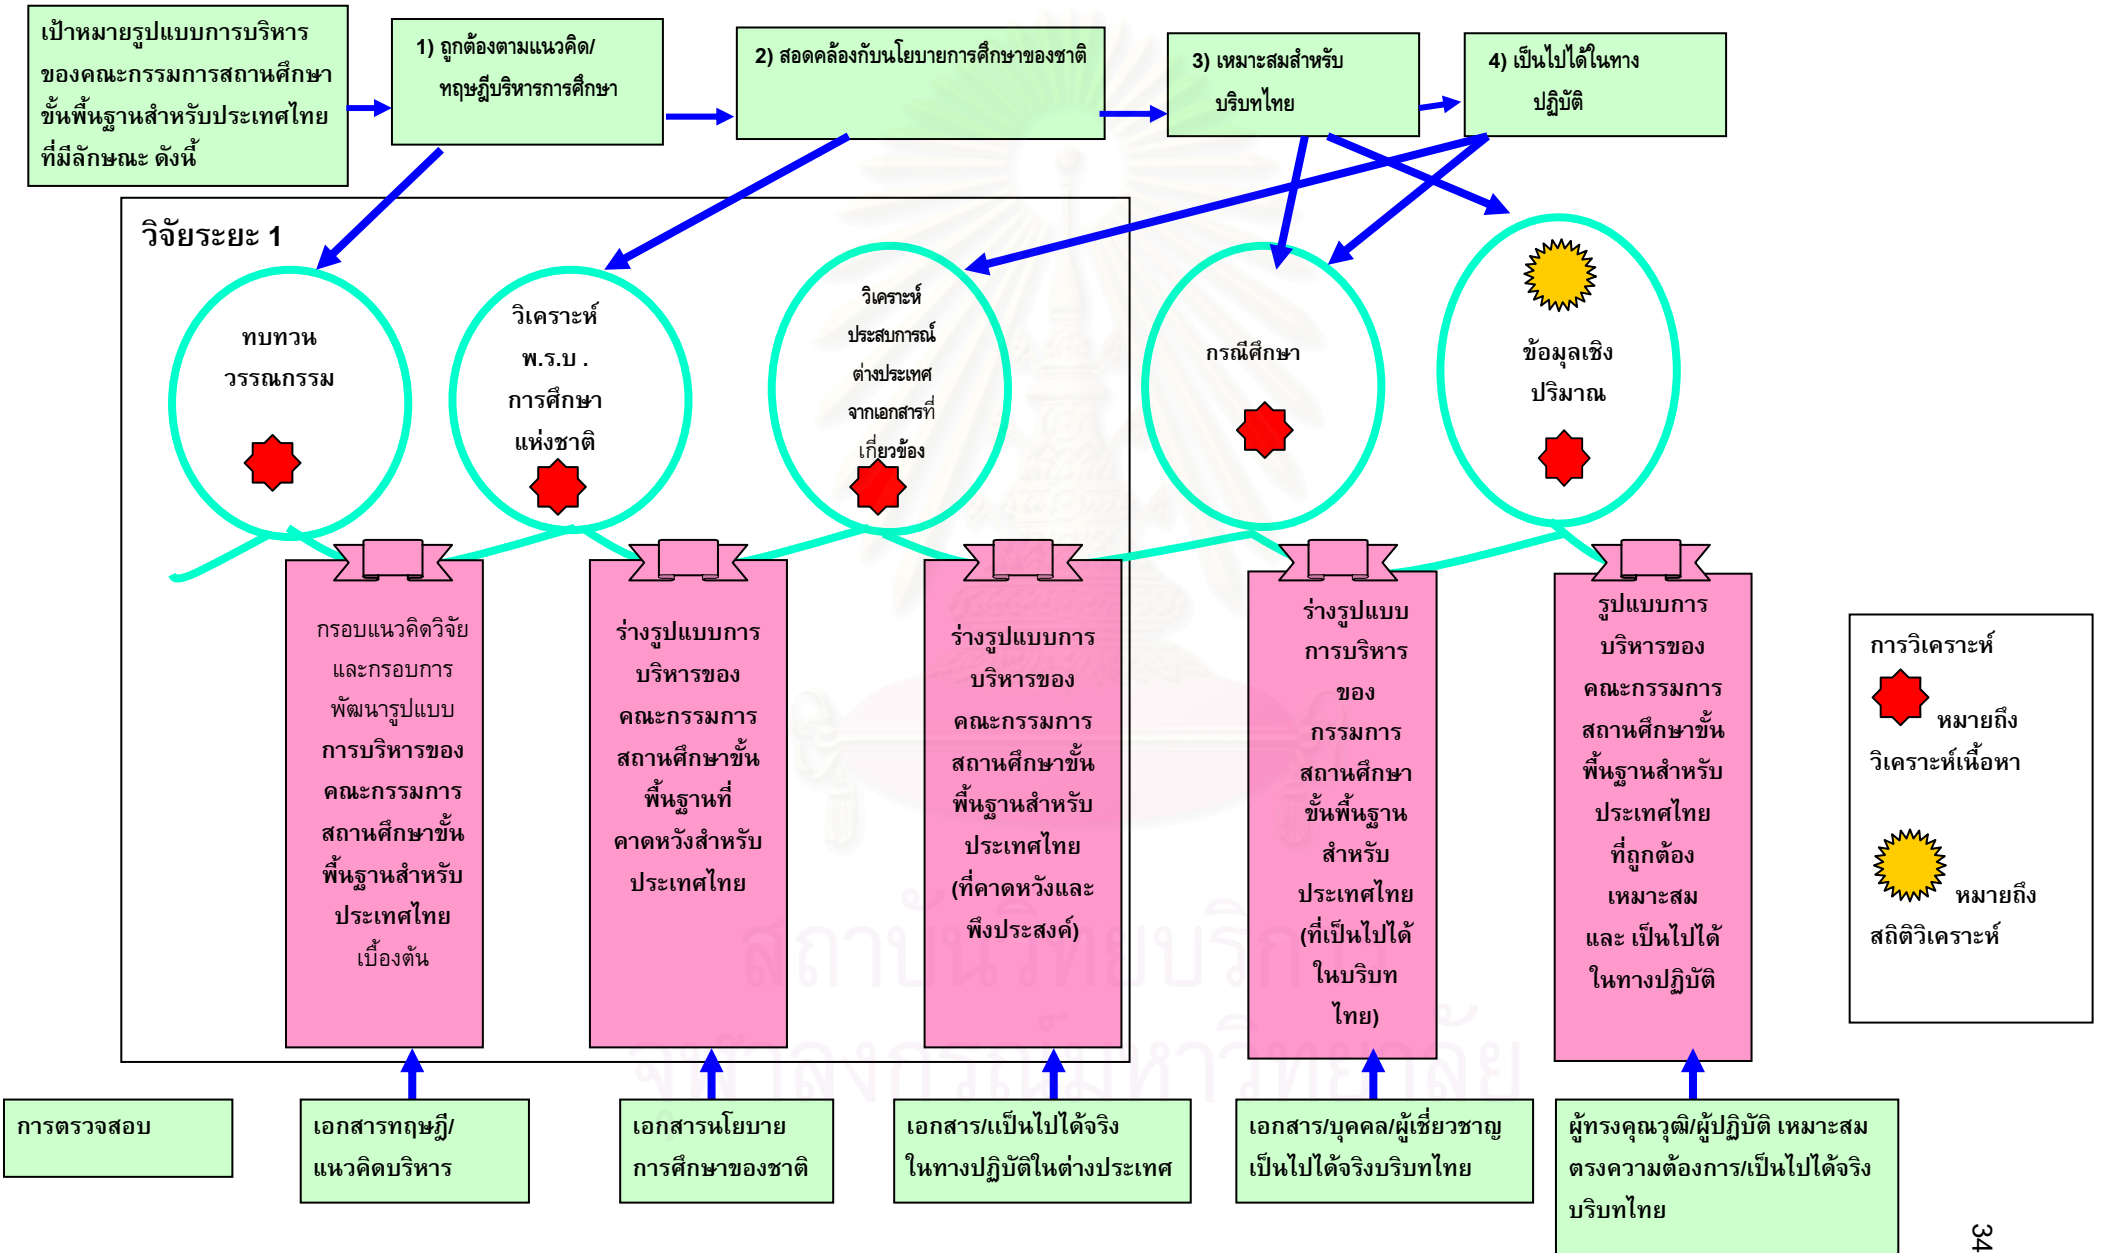 เป้าหมายรูปแบบการบริหาร
ของคณะกรรมการสถานศึกษา
ขั้นพื้นฐานสำหรับประเทศไทย
ที่มีลักษณะ ดังนี้
1) ถูกต้องตามแนวคิด/
ทฤษฎีบริหารการศึกษา
2) สอดคล้องกับนโยบายการศึกษาของชาติ
3) เหมาะสมสำหรับ
บริบทไทย
4) เป็นไปได้ในทาง
ปฏิบัติ
วิจัยระยะ 1
ทบทวน
วรรณกรรม
วิเคราะห์
พ.ร.บ .
การศึกษา
แห่งชาติ
วิเคราะห์
ประสบการณ์
ต่างประเทศ
จากเอกสารที่
เกี่ยวข้อง
กรณีศึกษา
ข้อมุลเชิง
ปริมาณ
กรอบแนวคิดวิจัย
และกรอบการ
พัฒนารูปแบบ
การบริหารของ
คณะกรรมการ
สถานศึกษาขั้น
พื้นฐานสำหรับ
ประเทศไทย
เบื้องต้น
ร่างรูปแบบการ
บริหารของ
คณะกรรมการ
สถานศึกษาขั้น
พื้นฐานที่
คาดหวังสำหรับ
ประเทศไทย
ร่างรูปแบบการ
บริหารของ
คณะกรรมการ
สถานศึกษาขั้น
พื้นฐานสำหรับ
ประเทศไทย
(ที่คาดหวังและ
พึงประสงค์)
ร่างรูปแบบ
การบริหาร
ของ
กรรมการ
สถานศึกษา
ขั้นพื้นฐาน
สำหรับ
ประเทศไทย
(ที่เป็นไปได้
ในบริบท
ไทย)
รูปแบบการ
บริหารของ
คณะกรรมการ
สถานศึกษาขั้น
พื้นฐานสำหรับ
ประเทศไทย
ที่ถูกต้อง
เหมาะสม
และ เป็นไปได้
ในทางปฏิบัติ
การวิเคราะห์
หมายถึง
วิเคราะห์เนื้อหา
หมายถึง
สถิติวิเคราะห์
สถาบันวิทยบริการ
จุฬาลงกรณ์มหาวิทยาลัย
การตรวจสอบ
เอกสารทฤษฎี/
แนวคิดบริหาร
เอกสารนโยบาย
การศึกษาของชาติ
เอกสาร/เเป็นไปได้จริง
ในทางปฏิบัติในต่างประเทศ
เอกสาร/บุคคล/ผู้เชี่ยวชาญ
เป็นไปได้จริงบริบทไทย
ผู้ทรงคุณวุฒิ/ผู้ปฏิบัติ เหมาะสม
ตรงความต้องการ/เป็นไปได้จริง
บริบทไทย
34